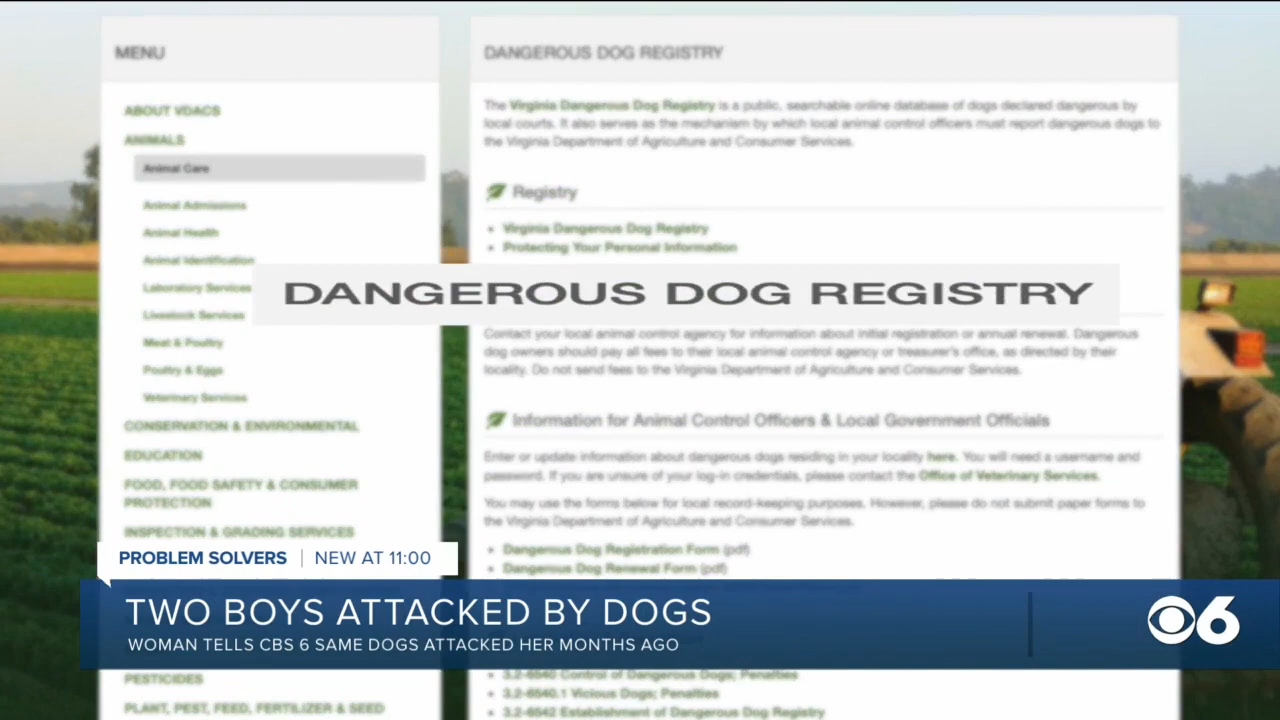 MENU
ABOUT VDACS
ANIMALS
Animal Care
Animal Admissions
Animal Health
Animal Identification
Laboratory Services
Livestock Services
Meat & Poultry
Poultry & Eggs
Veterinary Services
CONSERVATION & ENVIRONMENTAL
EDUCATION
FOOD, FOOD SAFETY & CONSUMER
PROTECTION
INSPECTION & GRADING SERVICES
PESTICIDES
PLANT, PEST, FEED, FERTILIZER & SEED
DANGEROUS DOG REGISTRY
The Virginia Dangerous Dog Registry is a public, searchable online database of dogs declared dangerous by
local courts. It also serves as the mechanism by which local animal control officers must report dangerous dogs to
the Virginia Department of Agriculture and Consumer Services.
Registry
Virginia Dangerous Dog Registry
Protecting Your Personal Information
DANGEROUS DOG REGISTRY
Contact your local animal control agency for information about initial registration or annual renewal. Dangerous
dog owners should pay all fees to their local animal control agency or treasurer's office, as directed by their
locality. Do not send fees to the Virginia Department of Agriculture and Consumer Services.
Information for Animal Control Officers & Local Government Officials
Enter or update information about dangerous dogs residing in your locality here. You will need a username and
password. If you are unsure of your log-in credentials, please contact the Office of Veterinary Services.
You may use the forms below for local record-keeping purposes. However, please do not submit paper forms to
the Virginia Department of Agriculture and Consumer Services.
Dangerous Dog Registration Form (pdf)
Dangerous Dog Renewal Form (pdf)
3.2-6540 Control of Dangerous Dogs; Penalties
3.2-6540.1 Vicious Dogs; Penalties
3.2-6542 Establishment of Dangerous Dog Registry
PROBLEM SOLVERS | NEW AT 11:00
TWO BOYS ATTACKED BY DOGS
WOMAN TELLS CBS 6 SAME DOGS ATTACKED HER MONTHS AGO
6